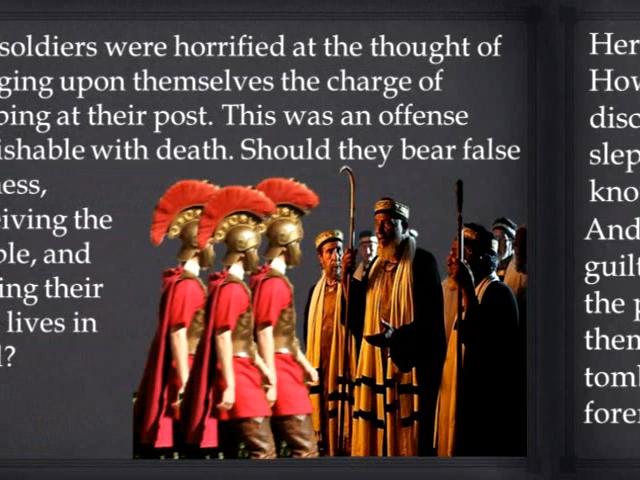 soldiers were horrified at the thought of
ging upon themselves the charge of
ping at their post. This was an offense
ishable with death. Should they bear false
ness,
eiving the
ple, and
ing their
lives in
l?
Her
How
disc
slep
kno
And
guilt
the p
them
tomb
forer